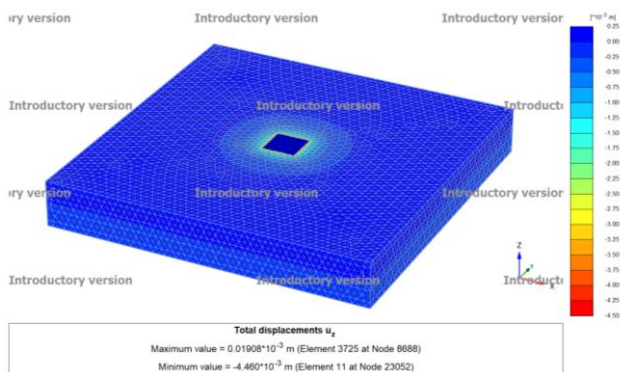 ry version Introductory version Introductory version
[*10⁻³ m]
0.25
0.00
-0.25
-0.50
-0.75
-1.00
Introductory version Introductory version Introducto
-1.25
-1.50
-1.75
-2.00
-2.25
-2.50
ry version Introductory version Introductory version
-2.75
-3.00
-3.25
-3.50
Z
Y
X
-3.75
Introductory version Introductory version Introducto
-4.00
-4.25
-4.50
Total displacements u_z
Maximum value = 0.01908*10⁻³ m (Element 3725 at Node 8688)
Minimum value = -4.460*10⁻³ m (Element 11 at Node 23052)